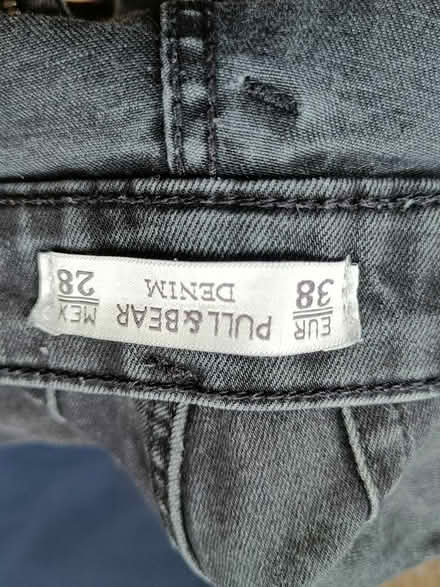 EUR
38
PULL&BEAR
DENIM
MEX
28